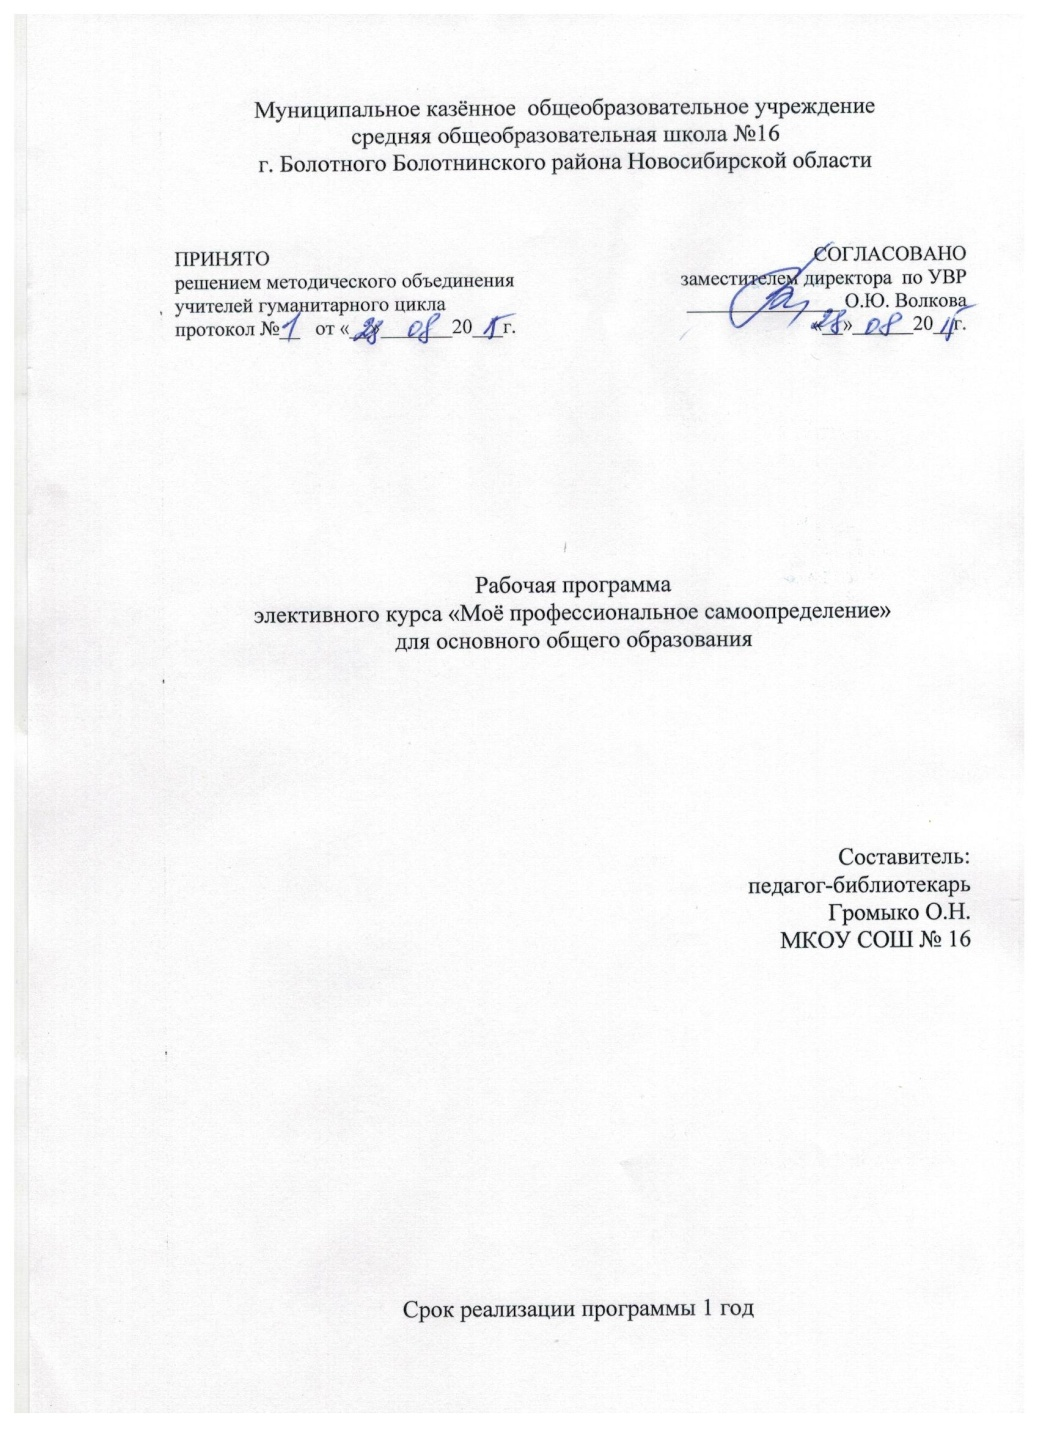 Муниципальное казённое общеобразовательное учреждение
средняя общеобразовательная школа №16
г. Болотного Болотнинского района Новосибирской области
ПРИНЯТО
решением методического объединения
учителей гуманитарного цикла
протокол № 1 от « 28 » 08 20 15 г.
СОГЛАСОВАНО
заместителем директора по УВР
О.Ю. Волкова
« 28 » 08 20 15 г.
Рабочая программа
элективного курса «Моё профессиональное самоопределение»
для основного общего образования
Составитель:
педагог-библиотекарь
Громыко О.Н.
МКОУ СОШ № 16
Срок реализации программы 1 год